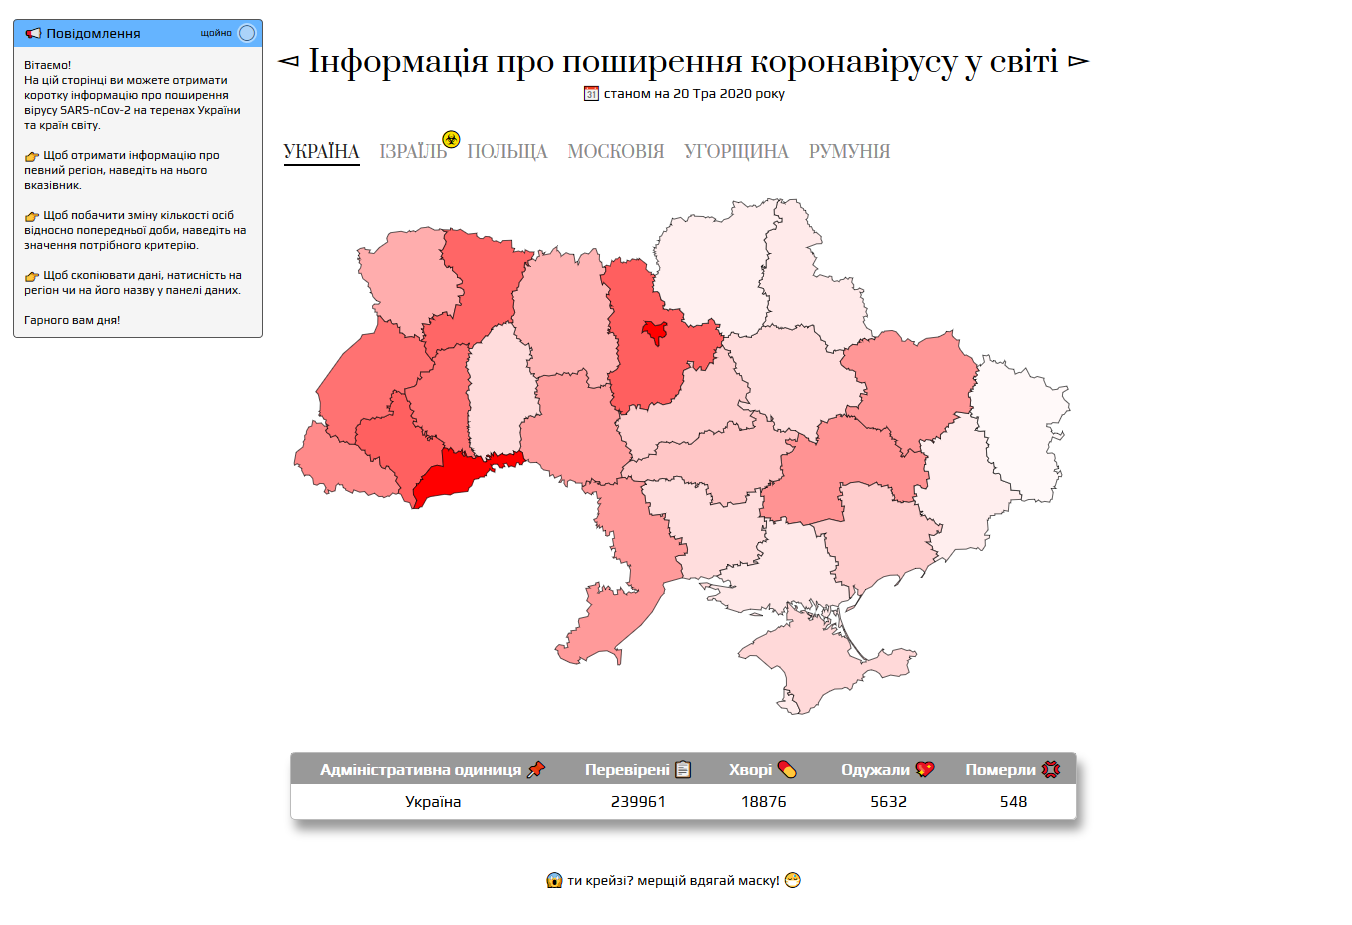 Повідомлення щойно
Вітаємо!
На цій сторінці ви можете отримати
коротку інформацію про поширення
вірусу SARS-nCov-2 на теренах України
та країн світу.
Щоб отримати інформацію про
певний регіон, наведіть на нього
вказівник.
Щоб побачити зміну кількості осіб
відносно попередньої доби, наведіть на
значення потрібного критерію.
Щоб скопіювати дані, натисність на
регіон чи на його назву у панелі даних.
Гарного вам дня!
Інформація про поширення коронавірусу у світі
31 станом на 20 Тра 2020 року
УКРАЇНА ІЗРАЇЛЬ ПОЛЬЩА МОСКОВІЯ УГОРЩИНА РУМУНІЯ
Адміністративна одиниця Перевірені Хворі Одужали Померли
Україна 239961 18876 5632 548
ти крейзі? мерщій вдягай маску!